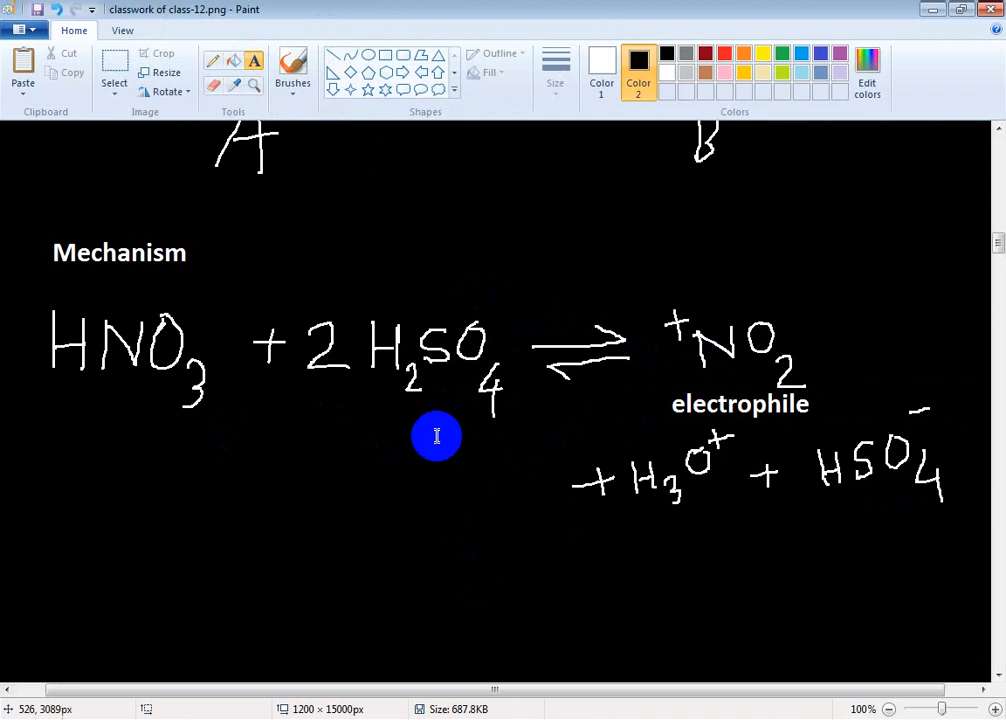 classwork of class-12.png - Paint
Home View
Paste Cut Copy Select Crop Resize Rotate A Brushes Outline Fill Size Color 1 Color 2 Edit colors
Clipboard Image Tools Shapes Colors
A B
Mechanism
HNO3 + 2 H2SO4 ⇌ +NO2
electrophile
+ H3O+ + HSO4−
526, 3089px 1200 × 15000px Size: 687.8KB 100%